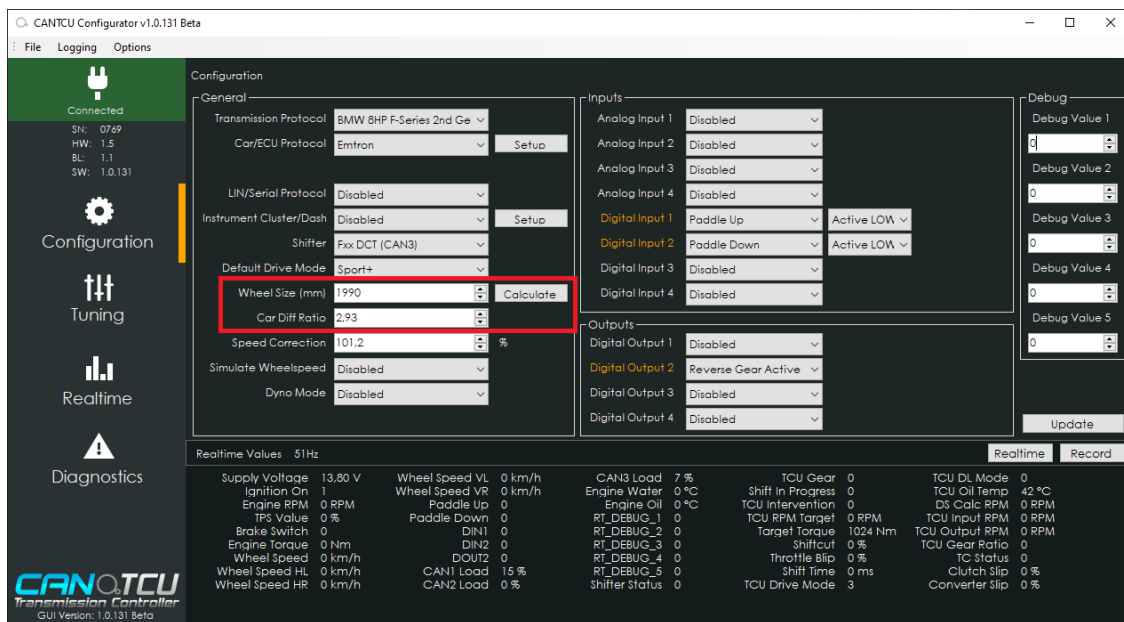 CANTCU Configurator v1.0.131 Beta
File Logging Options
Connected
SN: 0769
HW: 1.5
BL: 1.1
SW: 1.0.131
Configuration
Tuning
Realtime
Diagnostics
CANTCU
Transmission Controller
GUI Version: 1.0.131 Beta
Configuration
General
Transmission Protocol BMW 8HP F-Series 2nd Ge
Car/ECU Protocol Emtron Setup
LIN/Serial Protocol Disabled
Instrument Cluster/Dash Disabled Setup
Shifter Fxx DCT (CAN3)
Default Drive Mode Sport+
Wheel Size (mm) 1990 Calculate
Car Diff Ratio 2,93
Speed Correction 101,2 %
Simulate Wheelspeed Disabled
Dyno Mode Disabled
Inputs
Analog Input 1 Disabled
Analog Input 2 Disabled
Analog Input 3 Disabled
Analog Input 4 Disabled
Digital Input 1 Paddle Up Active LOW
Digital Input 2 Paddle Down Active LOW
Digital Input 3 Disabled
Digital Input 4 Disabled
Outputs
Digital Output 1 Disabled
Digital Output 2 Reverse Gear Active
Digital Output 3 Disabled
Digital Output 4 Disabled
Debug
Debug Value 1
0
Debug Value 2
0
Debug Value 3
0
Debug Value 4
0
Debug Value 5
0
Update
Realtime Values 51Hz
Realtime Record
Supply Voltage 13,80 V
Ignition On 1
Engine RPM 0 RPM
TPS Value 0 %
Brake Switch 0
Engine Torque 0 Nm
Wheel Speed 0 km/h
Wheel Speed HL 0 km/h
Wheel Speed HR 0 km/h
Wheel Speed VL 0 km/h
Wheel Speed VR 0 km/h
Paddle Up 0
Paddle Down 0
DIN1 0
DIN2 0
DOUT2 0
CAN1 Load 15 %
CAN2 Load 0 %
CAN3 Load 7 %
Engine Water 0 °C
Engine Oil 0 °C
RT_DEBUG_1 0
RT_DEBUG_2 0
RT_DEBUG_3 0
RT_DEBUG_4 0
RT_DEBUG_5 0
Shifter Status 0
TCU Gear 0
Shift In Progress 0
TCU Intervention 0
TCU RPM Target 0 RPM
Target Torque 1024 Nm
Shiftcut 0 %
Throttle Blip 0 %
Shift Time 0 ms
TCU Drive Mode 3
TCU DL Mode 0
TCU Oil Temp 42 °C
DS Calc RPM 0 RPM
TCU Input RPM 0 RPM
TCU Output RPM 0 RPM
TCU Gear Ratio 0
TC Status 0
Clutch Slip 0 %
Converter Slip 0 %